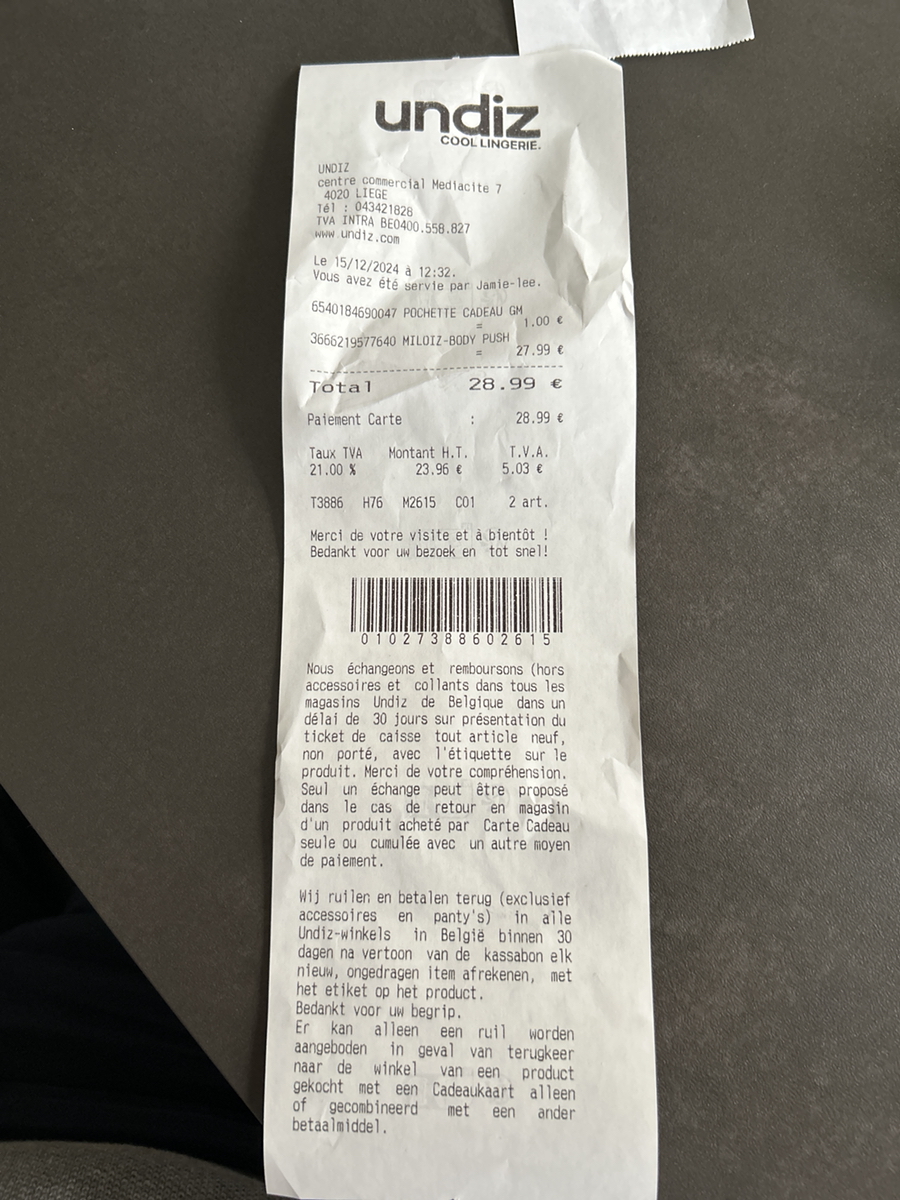 undiz
COOL LINGERIE.
UNDIZ
centre commercial Mediacite 7
4020 LIEGE
Tél : 043421828
TVA INTRA BE0400.558.827
www.undiz.com
Le 15/12/2024 à 12:32.
Vous avez été servie par Jamie-lee.
6540184690047 POCHETTE CADEAU GM
= 1.00 €
3666219577640 MILOIZ-BODY PUSH
= 27.99 €
Total 28.99 €
Paiement Carte : 28.99 €
Taux TVA Montant H.T. T.V.A.
21.00 % 23.96 € 5.03 €
T3886 H76 M2615 C01 2 art.
Merci de votre visite et à bientôt !
Bedankt voor uw bezoek en tot snel!
01027388602615
Nous échangeons et remboursons (hors
accessoires et collants dans tous les
magasins Undiz de Belgique dans un
délai de 30 jours sur présentation du
ticket de caisse tout article neuf,
non porté, avec l'étiquette sur le
produit. Merci de votre compréhension.
Seul un échange peut être proposé
dans le cas de retour en magasin
d'un produit acheté par Carte Cadeau
seule ou cumulée avec un autre moyen
de paiement.
Wij ruilen en betalen terug (exclusief
accessoires en panty's) in alle
Undiz-winkels in België binnen 30
dagen na vertoon van de kassabon elk
nieuw, ongedragen item afrekenen, met
het etiket op het product.
Bedankt voor uw begrip.
Er kan alleen een ruil worden
aangeboden in geval van terugkeer
naar de winkel van een product
gekocht met een Cadeaukaart alleen
of gecombineerd met een ander
betaalmiddel.